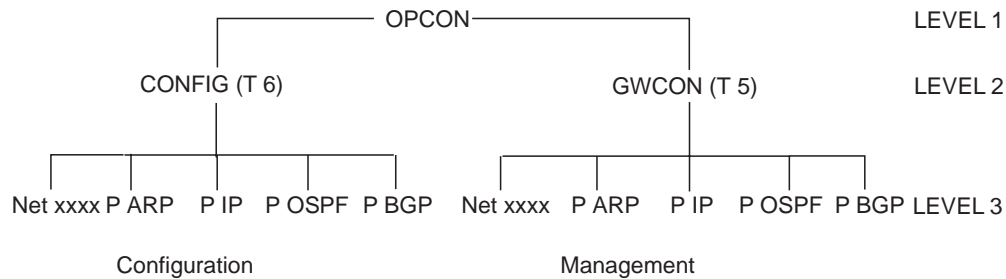 OPCON LEVEL 1
CONFIG (T 6) GWCON (T 5) LEVEL 2
Net xxxx P ARP P IP P OSPF P BGP Net xxxx P ARP P IP P OSPF P BGP LEVEL 3
Configuration Management